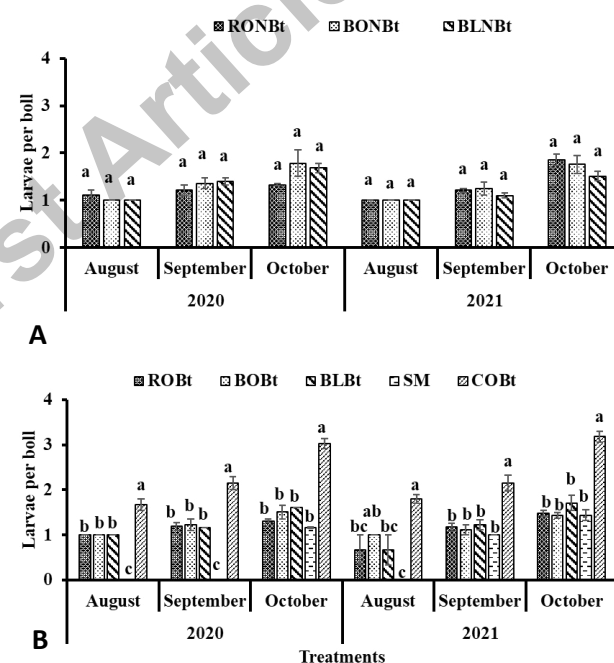 RONBt BONBt BLNBt
Larvae per boll
4
3
2
1
0
a a a a a a a a a a a a a a a a a a
August September October August September October
2020 2021
A
ROBt BOBt BLBt SM COBt
Larvae per boll
4
3
2
1
0
b b b c a b b b c a b b b b a bc ab bc c a b b b b a b b b b a
August September October August September October
2020 2021
B
Treatments
rst Articl